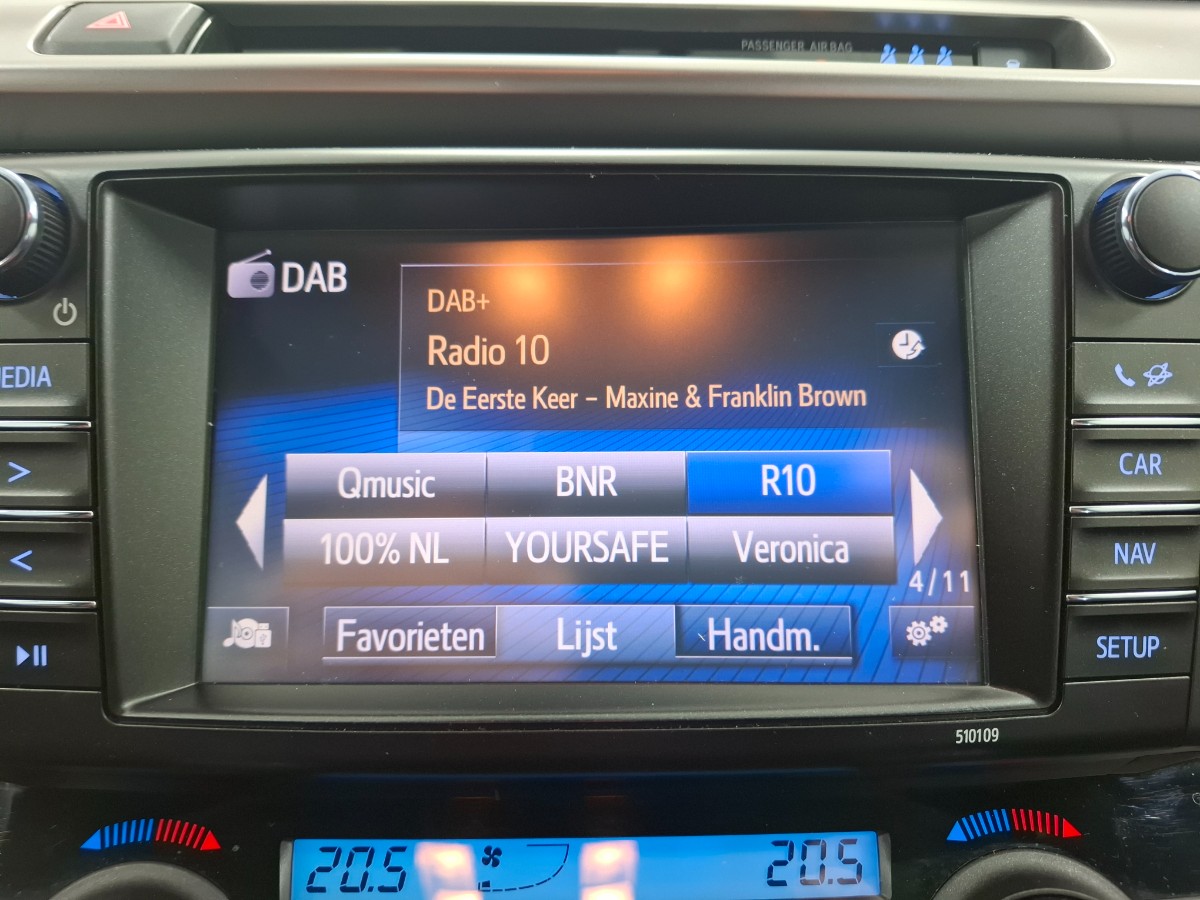 PASSENGER AIR BAG
DAB
DAB+
Radio 10
De Eerste Keer – Maxine & Franklin Brown
Qmusic BNR R10
100% NL YOURSAFE Veronica
4/11
Favorieten Lijst Handm.
EDIA
>
<
CAR
NAV
SETUP
510109
20.5 20.5